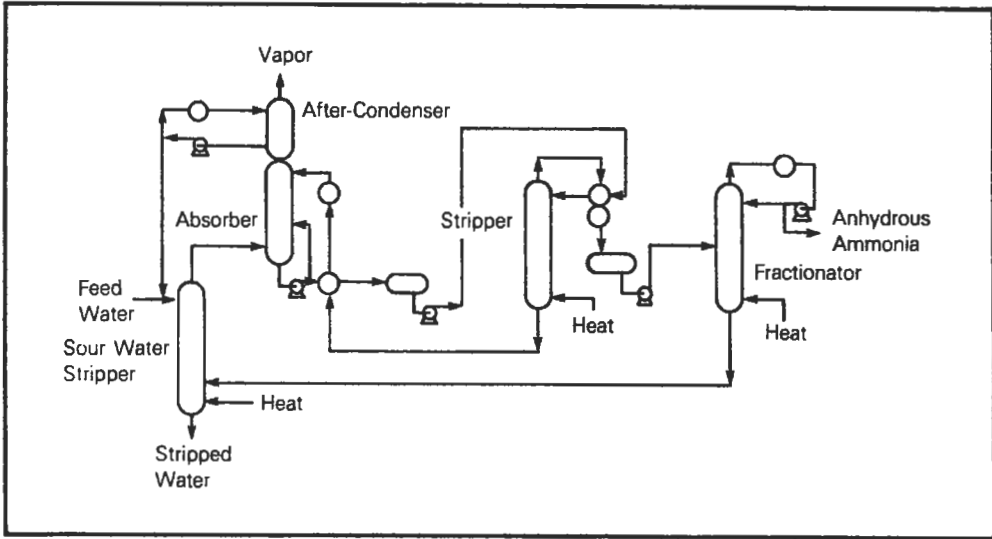 Vapor
After-Condenser
Absorber
Stripper
Anhydrous
Ammonia
Fractionator
Feed
Water
Heat
Heat
Sour Water
Stripper
Heat
Stripped
Water